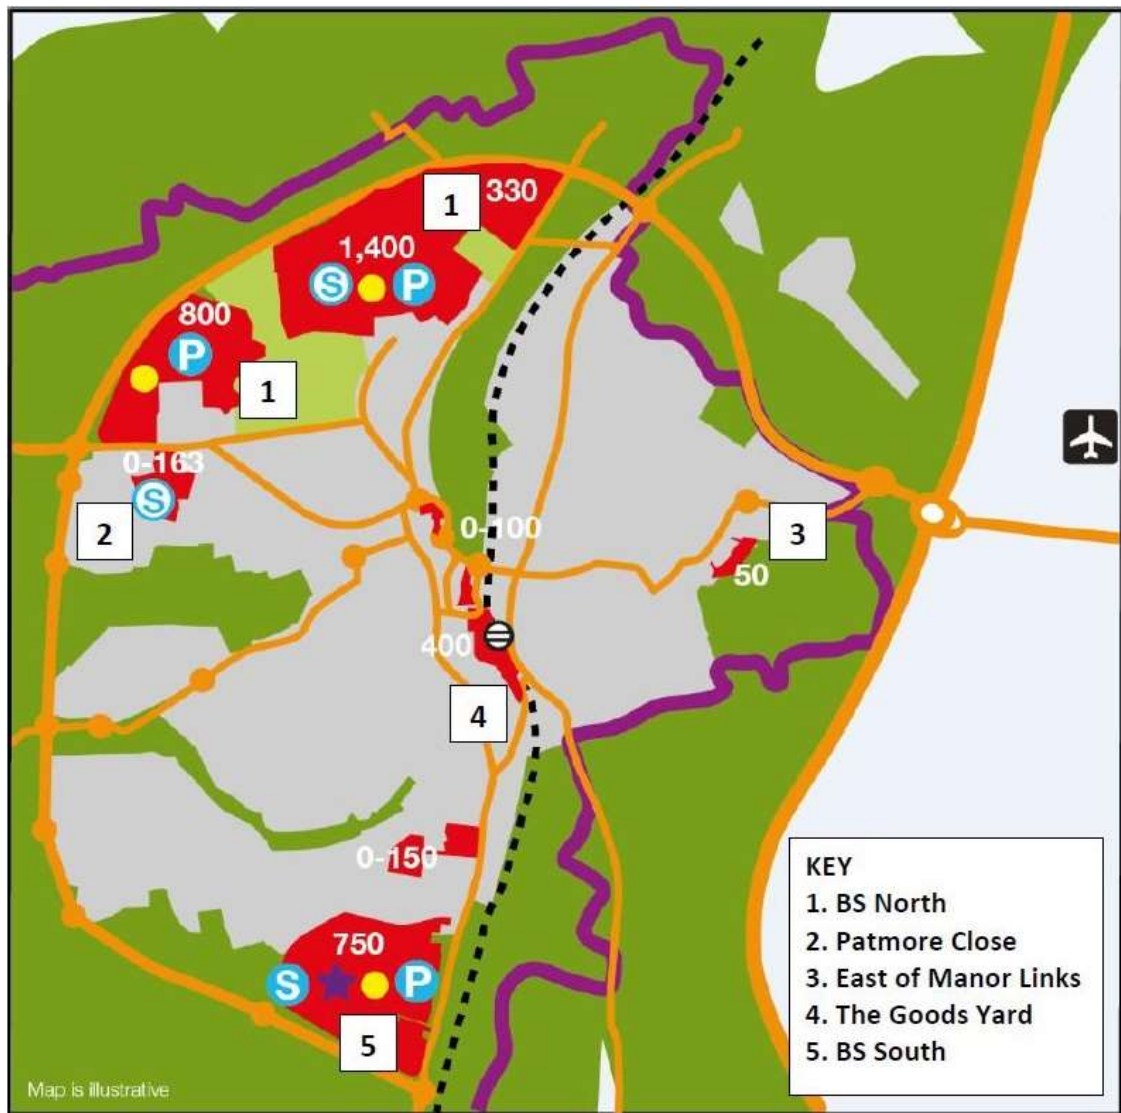 1
330
1,400
S
P
800
P
1
0-163
S
2
0-100
3
50
400
4
0-150
750
S
P
5
KEY
1. BS North
2. Patmore Close
3. East of Manor Links
4. The Goods Yard
5. BS South
Map is illustrative